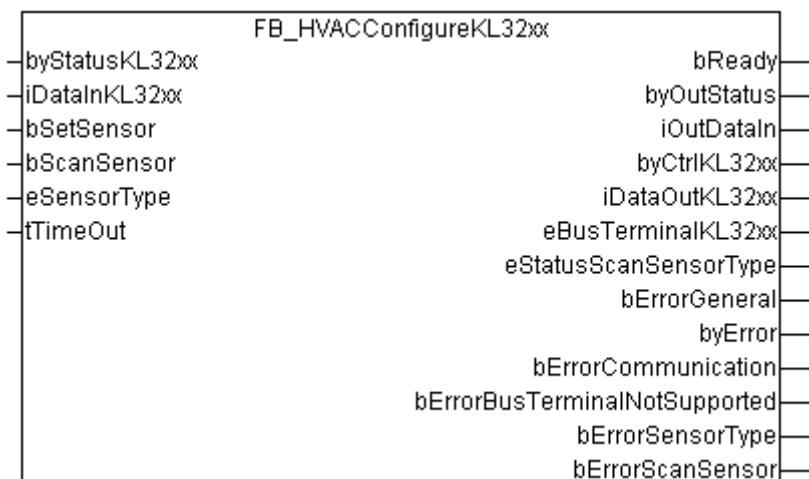 FB_HVACConfigureKL32xx
byStatusKL32xx bReady
iDataInKL32xx byOutStatus
bSetSensor iOutDataIn
bScanSensor byCtrlKL32xx
eSensorType iDataOutKL32xx
tTimeOut eBusTerminalKL32xx
eStatusScanSensorType
bErrorGeneral
byError
bErrorCommunication
bErrorBusTerminalNotSupported
bErrorSensorType
bErrorScanSensor